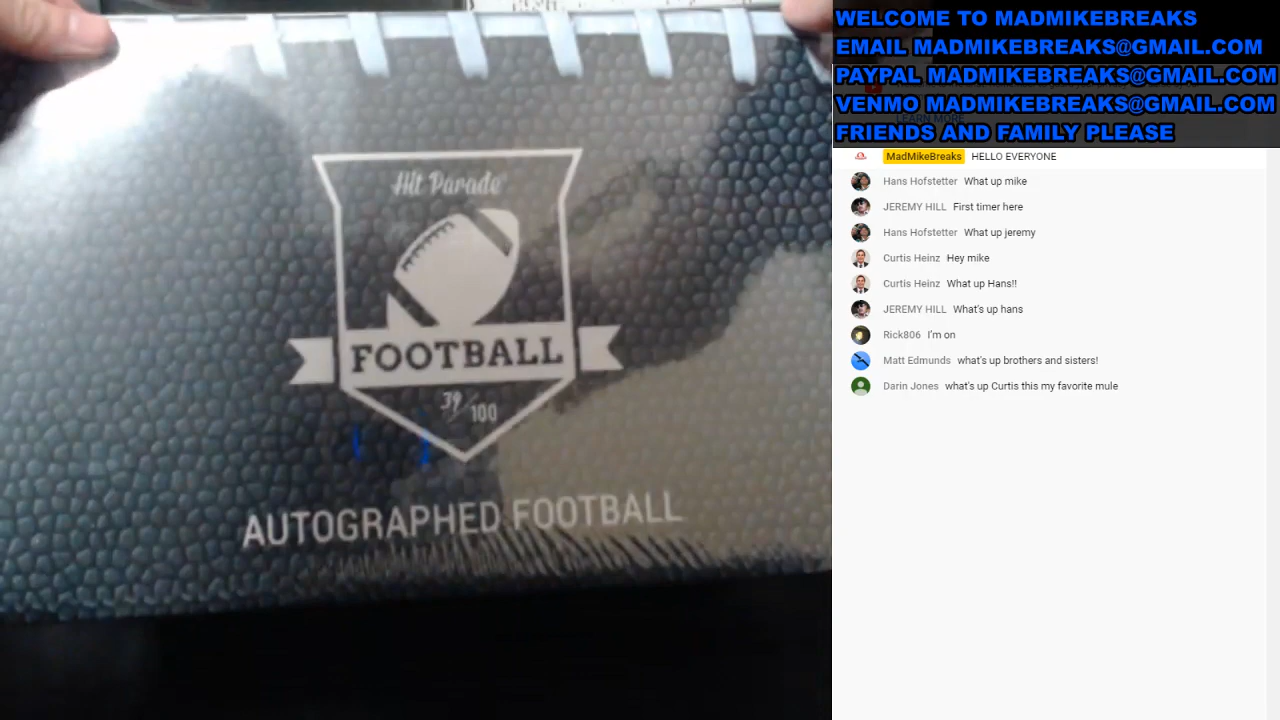 Hit Parade
FOOTBALL
39/100
AUTOGRAPHED FOOTBALL
WELCOME TO MADMIKEBREAKS
EMAIL MADMIKEBREAKS@GMAIL.COM
PAYPAL MADMIKEBREAKS@GMAIL.COM
VENMO MADMIKEBREAKS@GMAIL.COM
LEARN MORE
FRIENDS AND FAMILY PLEASE
MadMikeBreaks HELLO EVERYONE
Hans Hofstetter What up mike
JEREMY HILL First timer here
Hans Hofstetter What up jeremy
Curtis Heinz Hey mike
Curtis Heinz What up Hans!!
JEREMY HILL What's up hans
Rick806 I'm on
Matt Edmunds what's up brothers and sisters!
Darin Jones what's up Curtis this my favorite mule